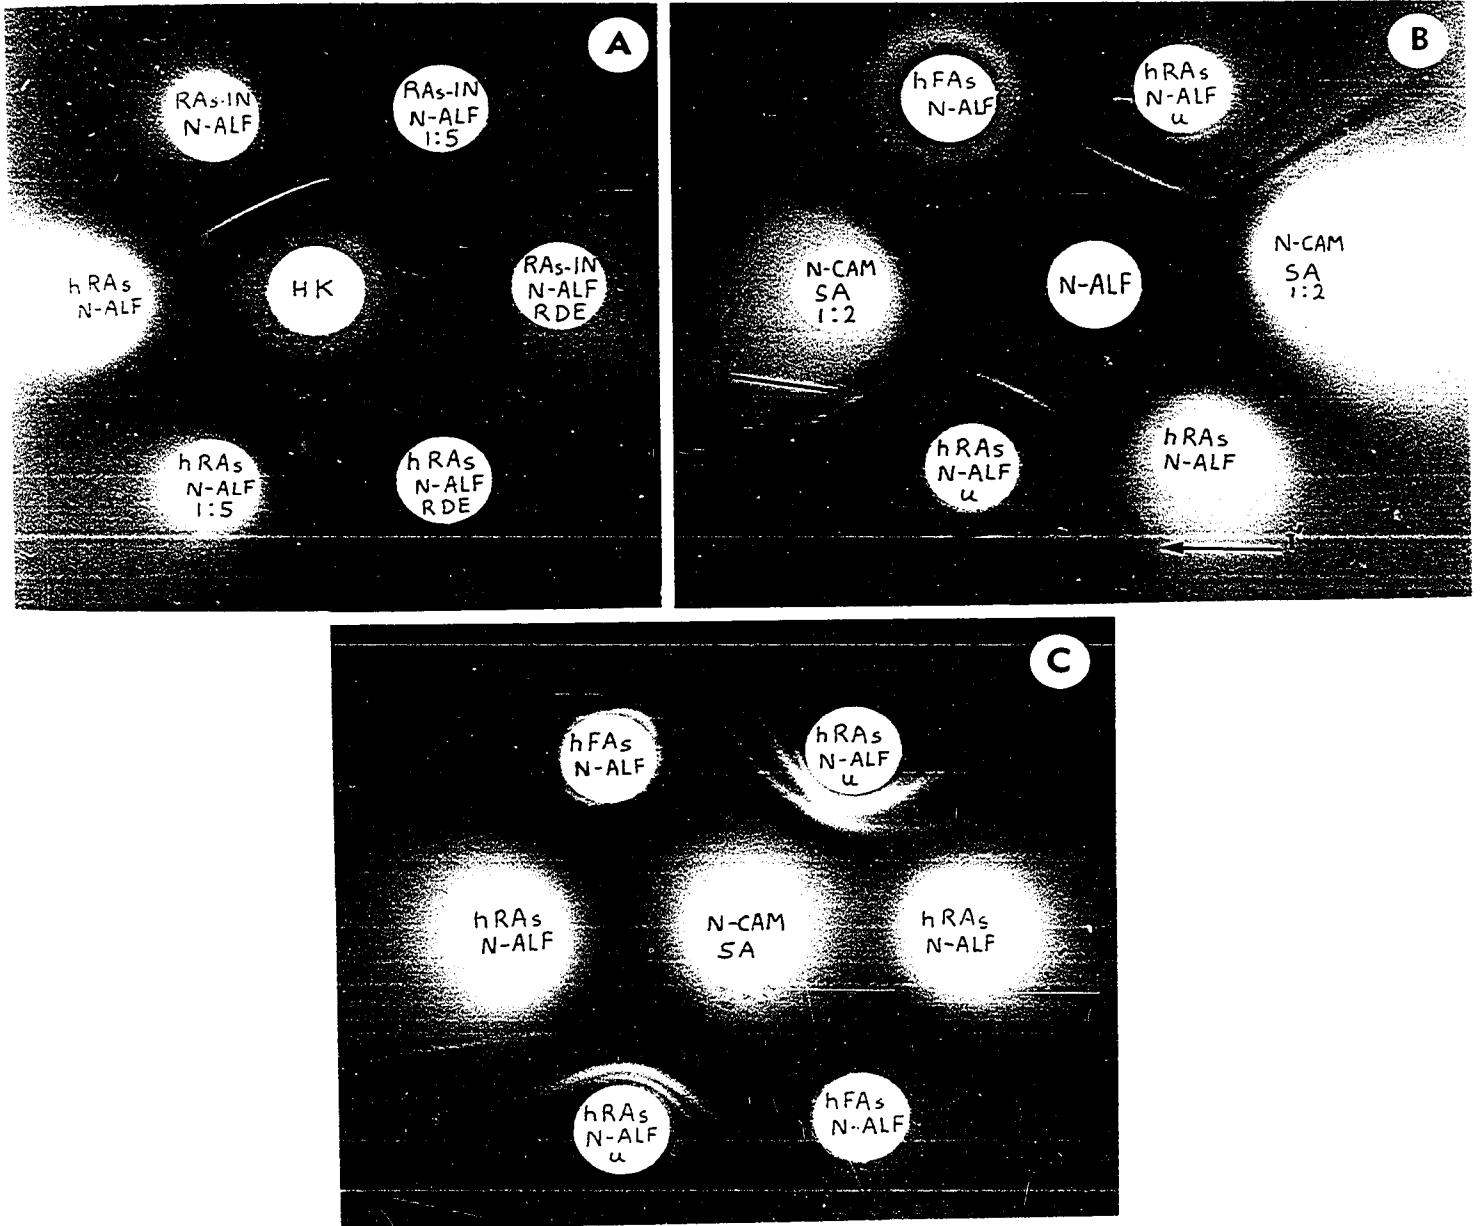 A
RAs-IN
N-ALF
RAs-IN
N-ALF
1:5
hRAs
N-ALF
HK
RAs-IN
N-ALF
RDE
hRAs
N-ALF
1:5
hRAs
N-ALF
RDE
B
hFAs
N-ALF
hRAs
N-ALF
u
N-CAM
SA
1:2
N-ALF
N-CAM
SA
1:2
hRAs
N-ALF
u
hRAs
N-ALF
C
hFAs
N-ALF
hRAs
N-ALF
u
hRAs
N-ALF
N-CAM
SA
hRAs
N-ALF
hRAs
N-ALF
u
hFAs
N-ALF